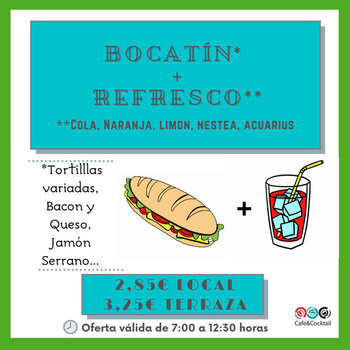 BOCATÍN*
+
REFRESCO**
**COLA, NARANJA, LIMON, NESTEA, ACUARIUS
*Tortilllas
variadas,
Bacon y
Queso,
Jamón
Serrano...
+
2,85€ LOCAL
3,25€ TERRAZA
Oferta válida de 7:00 a 12:30 horas
Cafe&Cocktail